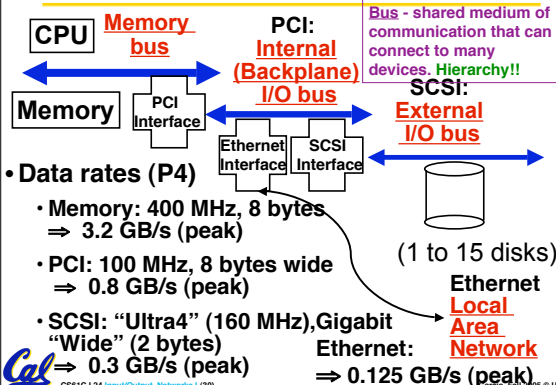 Bus - shared medium of
communication that can
connect to many
devices. Hierarchy!!
CPU
Memory
bus
PCI:
Internal
(Backplane)
I/O bus
SCSI:
External
I/O bus
Memory
PCI
Interface
Ethernet
Interface
SCSI
Interface
• Data rates (P4)
• Memory: 400 MHz, 8 bytes
⇒ 3.2 GB/s (peak)
• PCI: 100 MHz, 8 bytes wide
⇒ 0.8 GB/s (peak)
• SCSI: “Ultra4” (160 MHz),
“Wide” (2 bytes)
⇒ 0.3 GB/s (peak)
(1 to 15 disks)
Ethernet
Local
Area
Network
Gigabit
Ethernet:
⇒ 0.125 GB/s (peak)
Cal